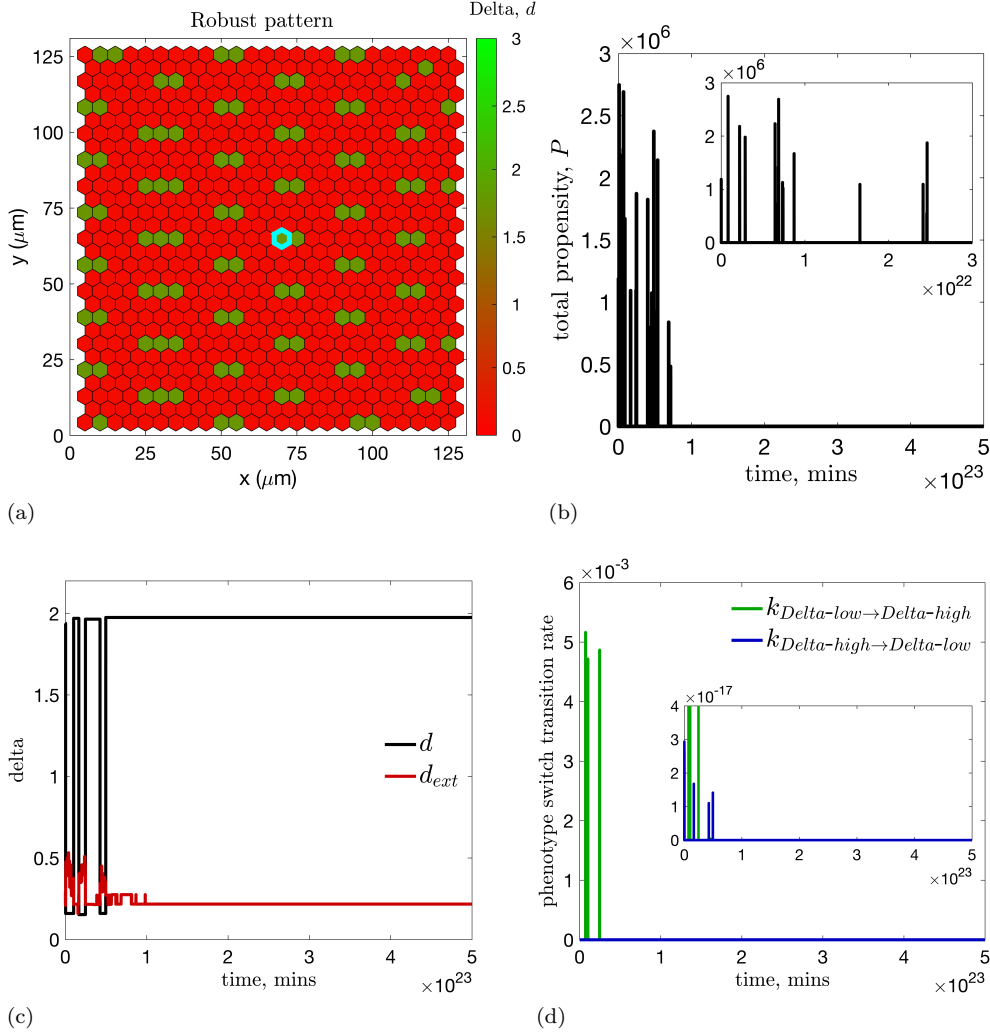 Robust pattern
Delta, d
125
100
75
50
25
0
y (μm)
0 25 50 75 100 125
x (μm)
3
2.5
2
1.5
1
0.5
0
(a)
×10^6
3.5
3
2.5
2
1.5
1
0.5
0
total propensity, P
0 1 2 3 4 5
time, mins
×10^23
×10^6
3
2
1
0
0 1 2 3
×10^22
(b)
2
1.5
1
0.5
0
delta
d
d_ext
0 1 2 3 4 5
time, mins
×10^23
(c)
×10^-3
6
5
4
3
2
1
0
phenotype switch transition rate
k_Delta-low→Delta-high
k_Delta-high→Delta-low
×10^-17
4
3
2
1
0
0 1 2 3 4 5
×10^23
0 1 2 3 4 5
time, mins
×10^23
(d)